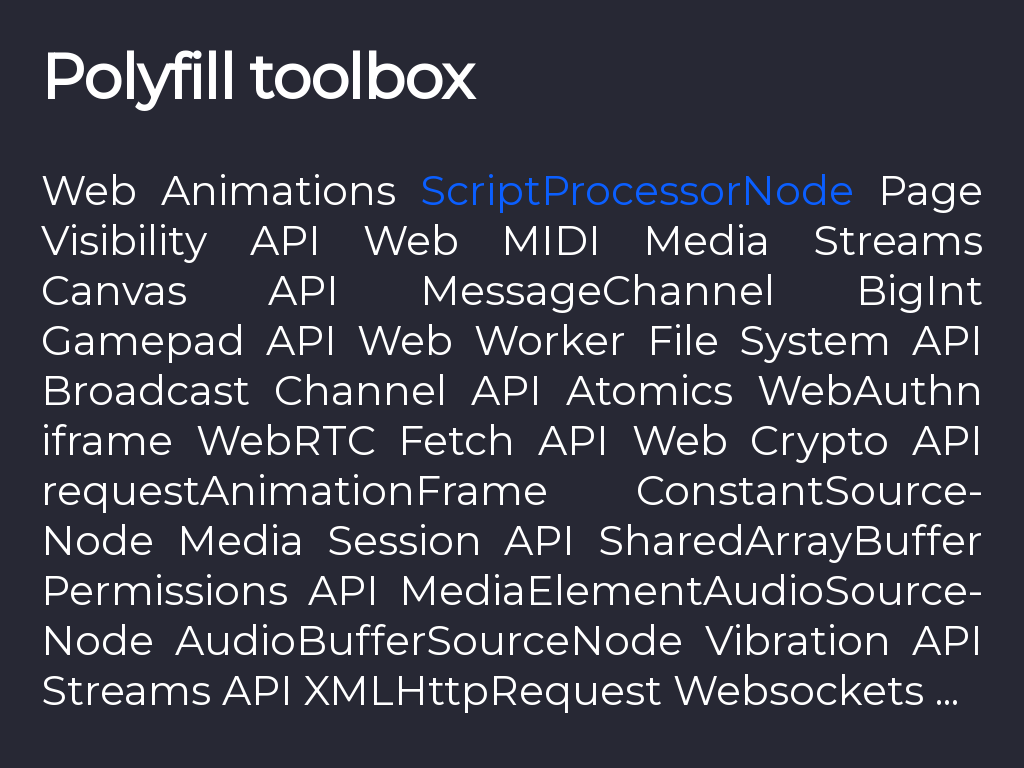 Polyfill toolbox
Web Animations ScriptProcessorNode Page
Visibility API Web MIDI Media Streams
Canvas API MessageChannel BigInt
Gamepad API Web Worker File System API
Broadcast Channel API Atomics WebAuthn
iframe WebRTC Fetch API Web Crypto API
requestAnimationFrame ConstantSource-
Node Media Session API SharedArrayBuffer
Permissions API MediaElementAudioSource-
Node AudioBufferSourceNode Vibration API
Streams API XMLHttpRequest Websockets ...